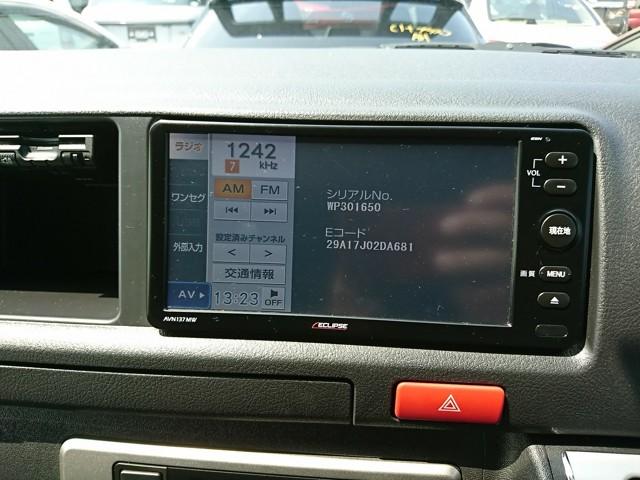 ラジオ
1242
7 kHz
AM FM
ワンセグ
設定済みチャンネル
< >
外部入力
交通情報
AV
13:23 OFF
シリアルNo.
WP301650
Eコード
29A17J02DA681
VOL
+
−
現在地
画質 MENU
AVN137MW
ECLIPSE